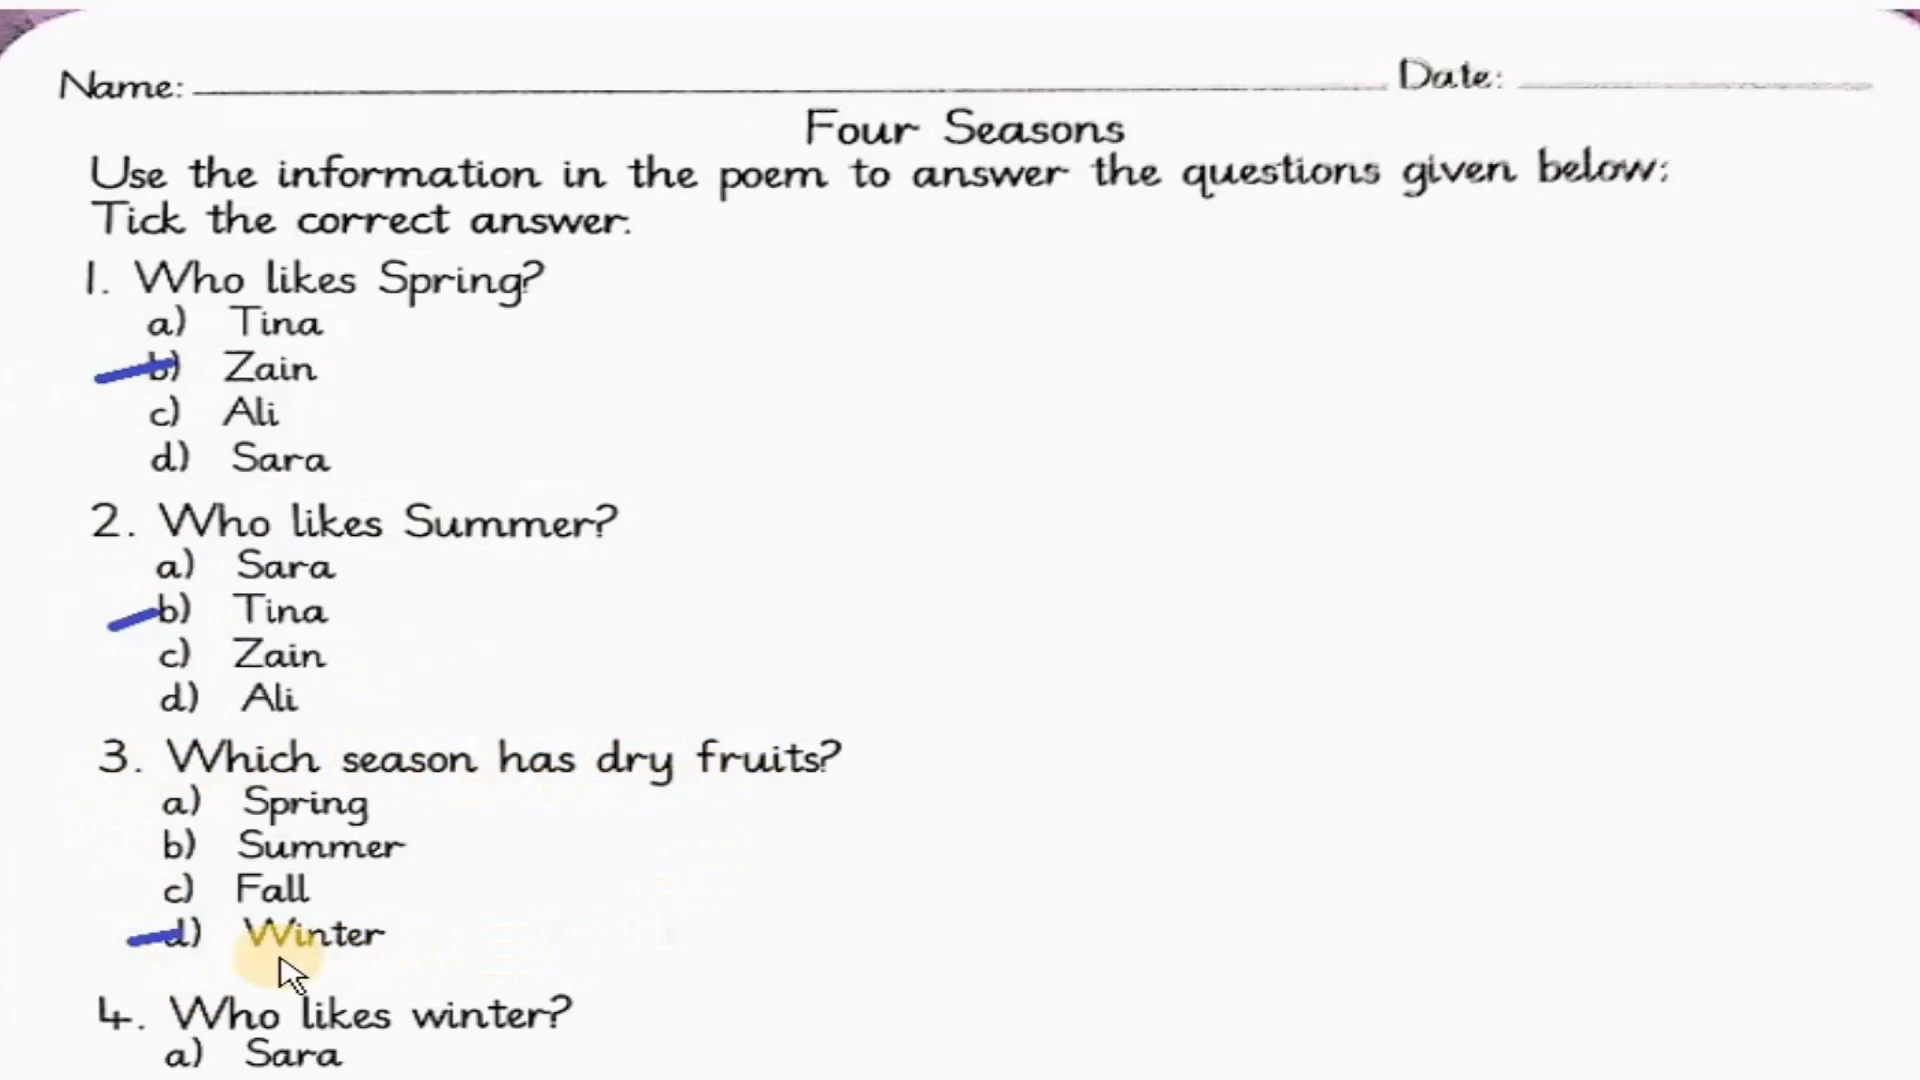 Name: Date:
Four Seasons
Use the information in the poem to answer the questions given below:
Tick the correct answer.
1. Who likes Spring?
a) Tina
b) Zain
c) Ali
d) Sara
2. Who likes Summer?
a) Sara
b) Tina
c) Zain
d) Ali
3. Which season has dry fruits?
a) Spring
b) Summer
c) Fall
d) Winter
4. Who likes winter?
a) Sara